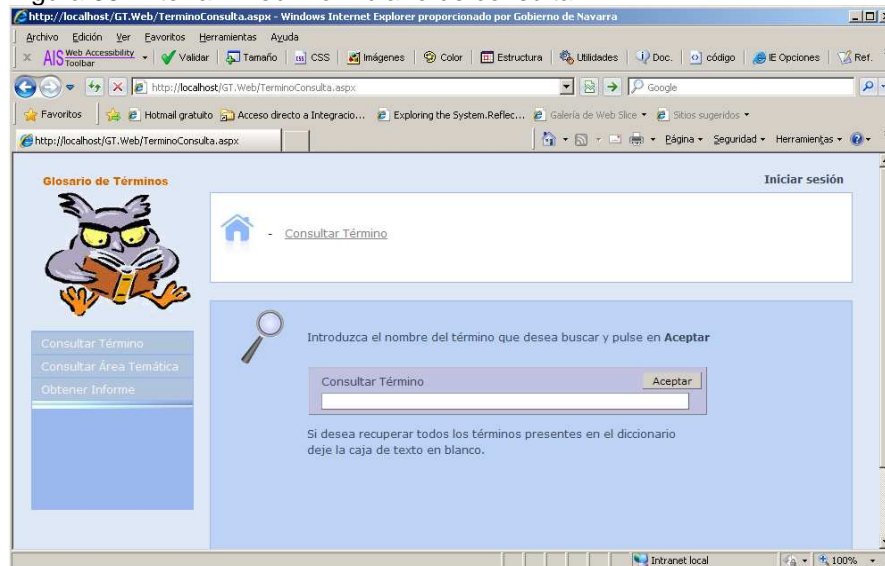 http://localhost/GT.Web/TerminoConsulta.aspx - Windows Internet Explorer proporcionado por Gobierno de Navarra
Archivo Edición Ver Favoritos Herramientas Ayuda
AIS Web Accessibility Toolbar Validar Tamaño CSS Imágenes Color Estructura Utilidades Doc. código IE Opciones Ref.
http://localhost/GT.Web/TerminoConsulta.aspx Google
Favoritos Hotmail gratuito Acceso directo a Integracio... Exploring the System.Reflec... Galería de Web Slice Sitios sugeridos
http://localhost/GT.Web/TerminoConsulta.aspx Página Seguridad Herramientas
Glosario de Términos
Iniciar sesión
- Consultar Término
Consultar Término
Consultar Área Temática
Obtener Informe
Introduzca el nombre del término que desea buscar y pulse en Aceptar
Consultar Término Aceptar
Si desea recuperar todos los términos presentes en el diccionario
deje la caja de texto en blanco.
Intranet local 100%